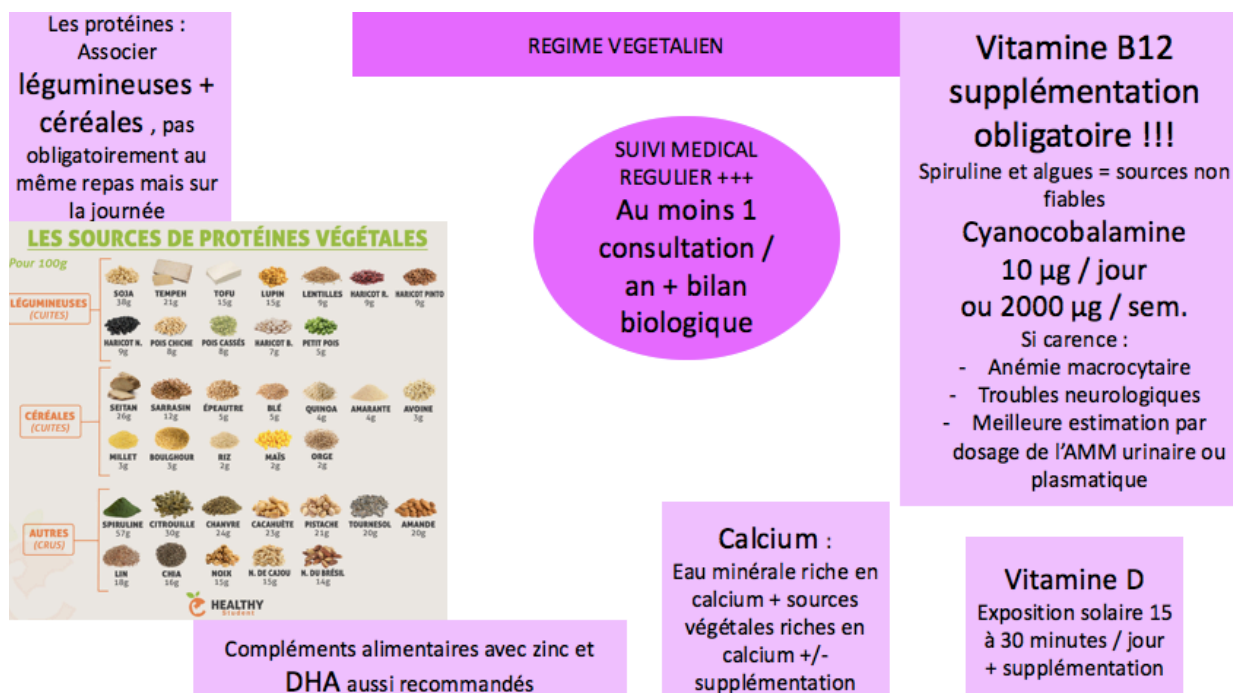 Les protéines :
Associer
légumineuses +
céréales , pas
obligatoirement au
même repas mais sur
la journée
REGIME VEGETALIEN
Vitamine B12
supplémentation
obligatoire !!!
Spiruline et algues = sources non
fiables
Cyanocobalamine
10 µg / jour
ou 2000 µg / sem.
Si carence :
- Anémie macrocytaire
- Troubles neurologiques
- Meilleure estimation par
dosage de l’AMM urinaire ou
plasmatique
SUIVI MEDICAL
REGULIER +++
Au moins 1
consultation /
an + bilan
biologique
LES SOURCES DE PROTÉINES VÉGÉTALES
Pour 100g
LÉGUMINEUSES
(CUITES)
SOJA TEMPEH TOFU LUPIN LENTILLES HARICOT R. HARICOT PINTO
38g 21g 15g 15g 9g 9g 9g
HARICOT N. POIS CHICHE POIS CASSÉS HARICOT B. PETIT POIS
9g 8g 8g 7g 5g
CÉRÉALES
(CUITES)
SEITAN SARRASIN ÉPEAUTRE BLÉ QUINOA AMARANTE AVOINE
26g 12g 5g 5g 4g 4g 3g
MILLET BOULGHOUR RIZ MAÏS ORGE
3g 3g 2g 2g 2g
AUTRES
(CRUS)
SPIRULINE CITROUILLE CHANVRE CACAHUÈTE PISTACHE TOURNESOL AMANDE
57g 30g 24g 23g 21g 20g 20g
LIN CHIA NOIX N. DE CAJOU N. DU BRÉSIL
18g 16g 15g 15g 14g
HEALTHY
Student
Calcium :
Eau minérale riche en
calcium + sources
végétales riches en
calcium +/-
supplémentation
Vitamine D
Exposition solaire 15
à 30 minutes / jour
+ supplémentation
Compléments alimentaires avec zinc et
DHA aussi recommandés